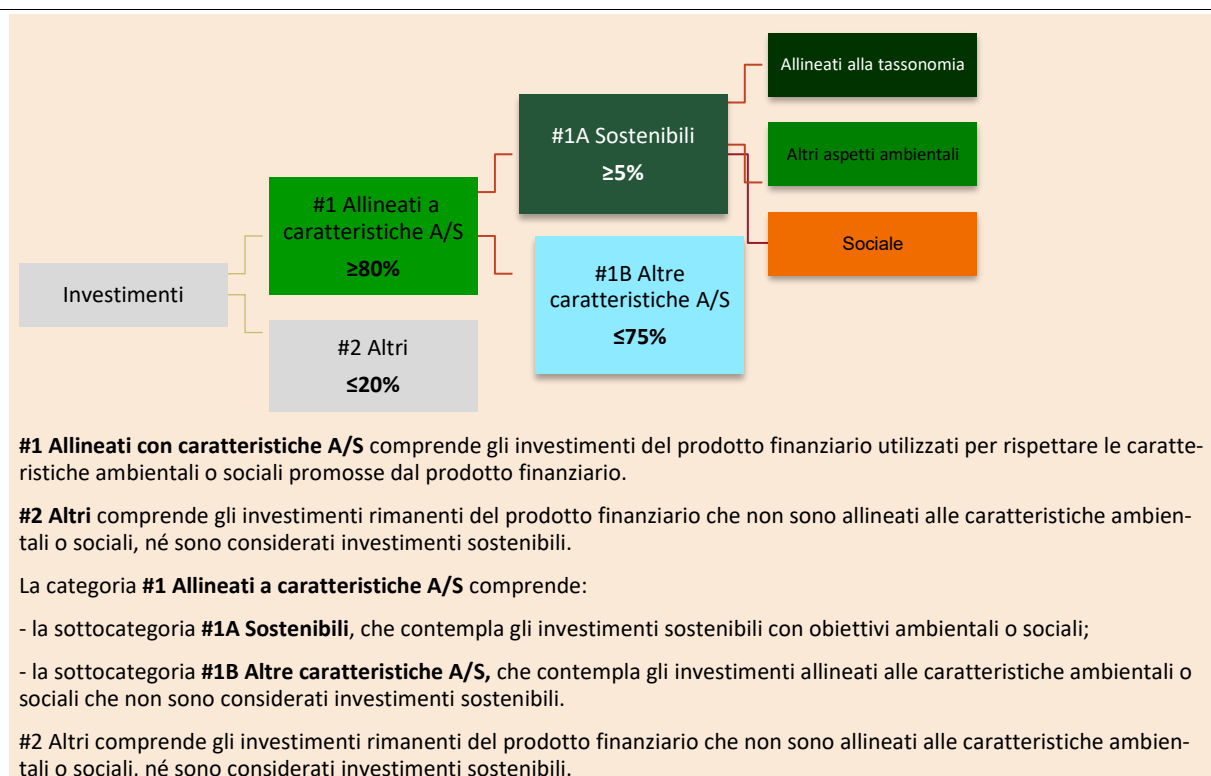 Allineati alla tassonomia
#1A Sostenibili
≥5%
Altri aspetti ambientali
#1 Allineati a
caratteristiche A/S
≥80%
Sociale
#1B Altre
caratteristiche A/S
≤75%
Investimenti
#2 Altri
≤20%
#1 Allineati con caratteristiche A/S comprende gli investimenti del prodotto finanziario utilizzati per rispettare le caratte-
ristiche ambientali o sociali promosse dal prodotto finanziario.
#2 Altri comprende gli investimenti rimanenti del prodotto finanziario che non sono allineati alle caratteristiche ambien-
tali o sociali, né sono considerati investimenti sostenibili.
La categoria #1 Allineati a caratteristiche A/S comprende:
- la sottocategoria #1A Sostenibili, che contempla gli investimenti sostenibili con obiettivi ambientali o sociali;
- la sottocategoria #1B Altre caratteristiche A/S, che contempla gli investimenti allineati alle caratteristiche ambientali o
sociali che non sono considerati investimenti sostenibili.
#2 Altri comprende gli investimenti rimanenti del prodotto finanziario che non sono allineati alle caratteristiche ambien-
tali o sociali, né sono considerati investimenti sostenibili.